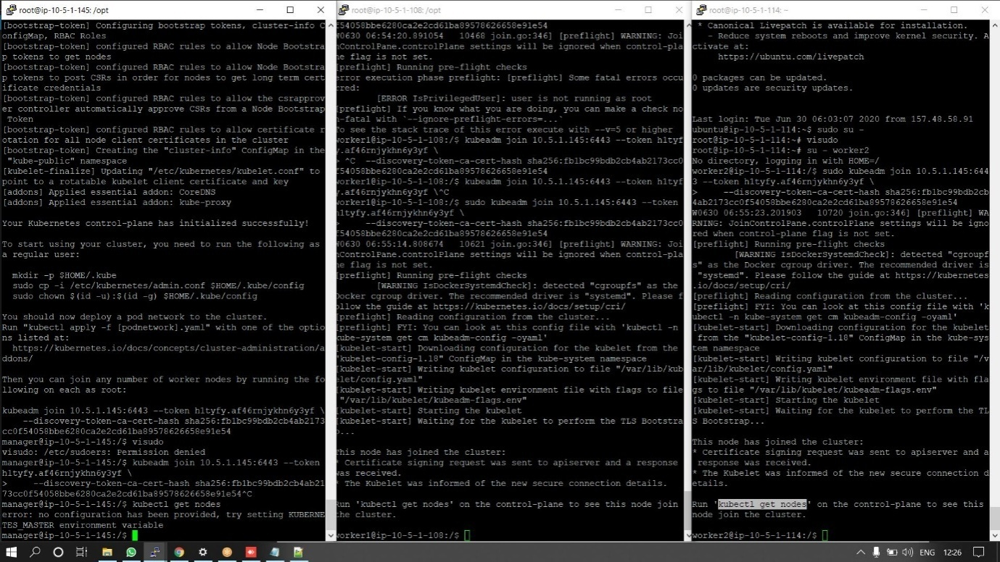 root@ip-10-5-1-145: /opt
[bootstrap-token] Configuring bootstrap tokens, cluster-info C
onfigMap, RBAC Roles
[bootstrap-token] configured RBAC rules to allow Node Bootstra
p tokens to get nodes
[bootstrap-token] configured RBAC rules to allow Node Bootstra
p tokens to post CSRs in order for nodes to get long term cert
ificate credentials
[bootstrap-token] configured RBAC rules to allow the csrapprov
er controller automatically approve CSRs from a Node Bootstrap
Token
[bootstrap-token] configured RBAC rules to allow certificate r
otation for all node client certificates in the cluster
[bootstrap-token] Creating the "cluster-info" ConfigMap in the
"kube-public" namespace
[kubelet-finalize] Updating "/etc/kubernetes/kubelet.conf" to
point to a rotatable kubelet client certificate and key
[addons] Applied essential addon: CoreDNS
[addons] Applied essential addon: kube-proxy
Your Kubernetes control-plane has initialized successfully!
To start using your cluster, you need to run the following as
a regular user:
mkdir -p $HOME/.kube
sudo cp -i /etc/kubernetes/admin.conf $HOME/.kube/config
sudo chown $(id -u):$(id -g) $HOME/.kube/config
You should now deploy a pod network to the cluster.
Run "kubectl apply -f [podnetwork].yaml" with one of the optio
ns listed at:
https://kubernetes.io/docs/concepts/cluster-administration/a
ddons/
Then you can join any number of worker nodes by running the fo
llowing on each as root:
kubeadm join 10.5.1.145:6443 --token h1tyfy.af46rnjykhn6y3yf \
--discovery-token-ca-cert-hash sha256:fb1bc99bdb2cb4ab2173
cc0f54058bbe6280ca2e2cd61ba89578626658e91e54
manager@ip-10-5-1-145:/$ visudo
visudo: /etc/sudoers: Permission denied
manager@ip-10-5-1-145:/$ kubeadm join 10.5.1.145:6443 --token
h1tyfy.af46rnjykhn6y3yf \
> --discovery-token-ca-cert-hash sha256:fb1bc99bdb2cb4ab21
73cc0f54058bbe6280ca2e2cd61ba89578626658e91e54^C
manager@ip-10-5-1-145:/$ kubectl get nodes
error: no configuration has been provided, try setting KUBERNE
TES_MASTER environment variable
manager@ip-10-5-1-145:/$
root@ip-10-5-1-108: /opt
f54058bbe6280ca2e2cd61ba89578626658e91e54
W0630 06:54:20.891054 10468 join.go:346] [preflight] WARNING: Joi
nControlPane.controlPlane settings will be ignored when control-pla
ne flag is not set.
[preflight] Running pre-flight checks
error execution phase preflight: [preflight] Some fatal errors occu
rred:
[ERROR IsPrivilegedUser]: user is not running as root
[preflight] If you know what you are doing, you can make a check no
n-fatal with `--ignore-preflight-errors=...`
To see the stack trace of this error execute with --v=5 or higher
worker1@ip-10-5-1-108:/$ kubeadm join 10.5.1.145:6443 --token h1tyf
y.af46rnjykhn6y3yf \
> ^C --discovery-token-ca-cert-hash sha256:fb1bc99bdb2cb4ab2173cc0
f54058bbe6280ca2e2cd61ba89578626658e91e54
worker1@ip-10-5-1-108:/$ kubeadm join 10.5.1.145:6443 --token h1tyf
y.af46rnjykhn6y3yf \^C
worker1@ip-10-5-1-108:/$ sudo kubeadm join 10.5.1.145:6443 --token
h1tyfy.af46rnjykhn6y3yf \
> --discovery-token-ca-cert-hash sha256:fb1bc99bdb2cb4ab2173cc0
f54058bbe6280ca2e2cd61ba89578626658e91e54
W0630 06:55:14.808674 10621 join.go:346] [preflight] WARNING: Joi
nControlPane.controlPlane settings will be ignored when control-pla
ne flag is not set.
[preflight] Running pre-flight checks
[WARNING IsDockerSystemdCheck]: detected "cgroupfs" as the
Docker cgroup driver. The recommended driver is "systemd". Please f
ollow the guide at https://kubernetes.io/docs/setup/cri/
[preflight] Reading configuration from the cluster...
[preflight] FYI: You can look at this config file with 'kubectl -n
kube-system get cm kubeadm-config -oyaml'
[kubelet-start] Downloading configuration for the kubelet from the
"kubelet-config-1.18" ConfigMap in the kube-system namespace
[kubelet-start] Writing kubelet configuration to file "/var/lib/kub
elet/config.yaml"
[kubelet-start] Writing kubelet environment file with flags to file
"/var/lib/kubelet/kubeadm-flags.env"
[kubelet-start] Starting the kubelet
[kubelet-start] Waiting for the kubelet to perform the TLS Bootstra
p...
This node has joined the cluster:
* Certificate signing request was sent to apiserver and a response
was received.
* The Kubelet was informed of the new secure connection details.
Run 'kubectl get nodes' on the control-plane to see this node join
the cluster.
worker1@ip-10-5-1-108:/$
root@ip-10-5-1-114: ~
* Canonical Livepatch is available for installation.
- Reduce system reboots and improve kernel security. A
ctivate at:
https://ubuntu.com/livepatch
0 packages can be updated.
0 updates are security updates.
Last login: Tue Jun 30 06:03:07 2020 from 157.48.58.91
ubuntu@ip-10-5-1-114:~$ sudo su -
root@ip-10-5-1-114:~# visudo
root@ip-10-5-1-114:~# su - worker2
No directory, logging in with HOME=/
worker2@ip-10-5-1-114:/$ sudo kubeadm join 10.5.1.145:644
3 --token h1tyfy.af46rnjykhn6y3yf \
> --discovery-token-ca-cert-hash sha256:fb1bc99bdb2cb
4ab2173cc0f54058bbe6280ca2e2cd61ba89578626658e91e54
W0630 06:55:23.201903 10720 join.go:346] [preflight] WA
RNING: JoinControlPane.controlPlane settings will be igno
red when control-plane flag is not set.
[preflight] Running pre-flight checks
[WARNING IsDockerSystemdCheck]: detected "cgroupf
s" as the Docker cgroup driver. The recommended driver is
"systemd". Please follow the guide at https://kubernetes
.io/docs/setup/cri/
[preflight] Reading configuration from the cluster...
[preflight] FYI: You can look at this config file with 'k
ubectl -n kube-system get cm kubeadm-config -oyaml'
[kubelet-start] Downloading configuration for the kubelet
from the "kubelet-config-1.18" ConfigMap in the kube-sys
tem namespace
[kubelet-start] Writing kubelet configuration to file "/v
ar/lib/kubelet/config.yaml"
[kubelet-start] Writing kubelet environment file with fla
gs to file "/var/lib/kubelet/kubeadm-flags.env"
[kubelet-start] Starting the kubelet
[kubelet-start] Waiting for the kubelet to perform the TL
S Bootstrap...
This node has joined the cluster:
* Certificate signing request was sent to apiserver and a
response was received.
* The Kubelet was informed of the new secure connection d
etails.
Run 'kubectl get nodes' on the control-plane to see this
node join the cluster.
worker2@ip-10-5-1-114:/$
ENG
12:26